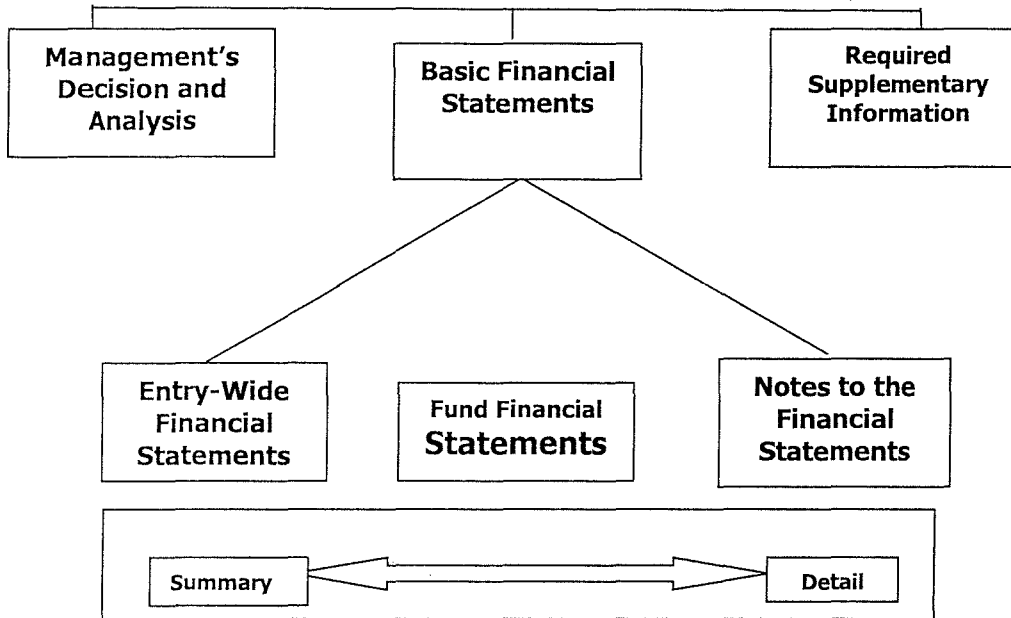 Management's
Decision and
Analysis
Basic Financial
Statements
Required
Supplementary
Information
Entry-Wide
Financial
Statements
Fund Financial
Statements
Notes to the
Financial
Statements
Summary
Detail